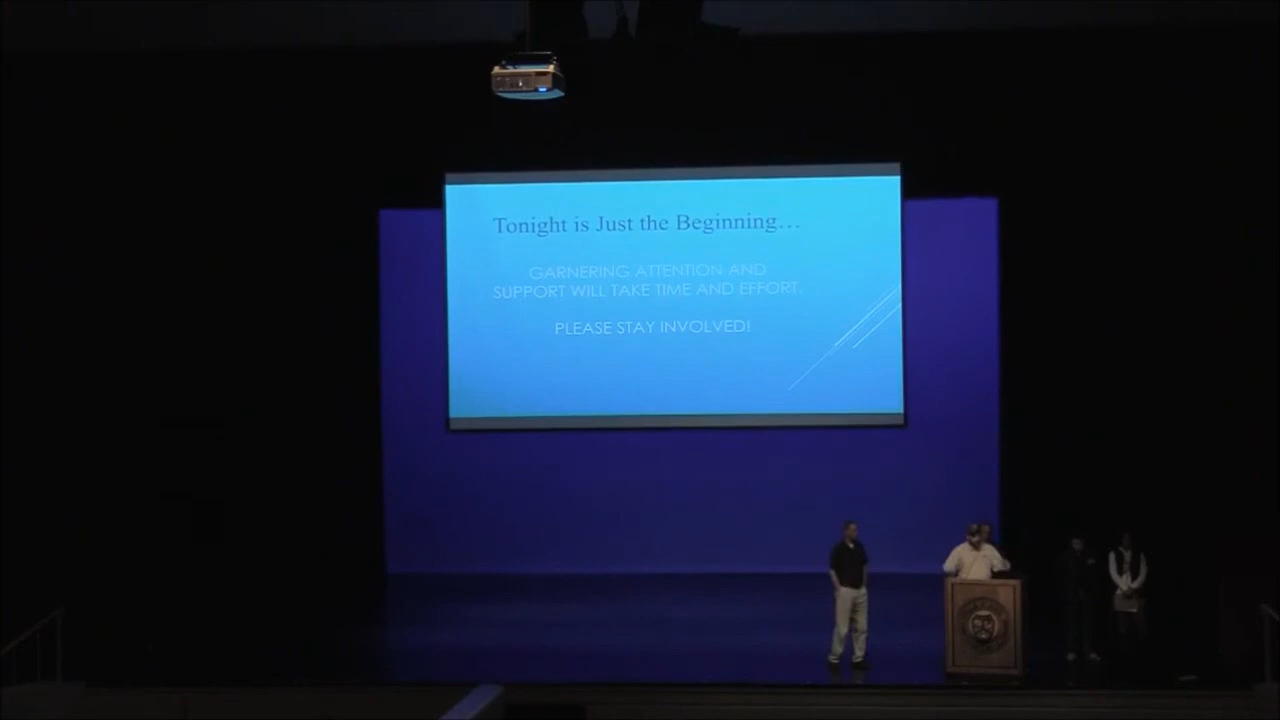 Tonight is Just the Beginning...
GARNERING ATTENTION AND
SUPPORT WILL TAKE TIME AND EFFORT.
PLEASE STAY INVOLVED!